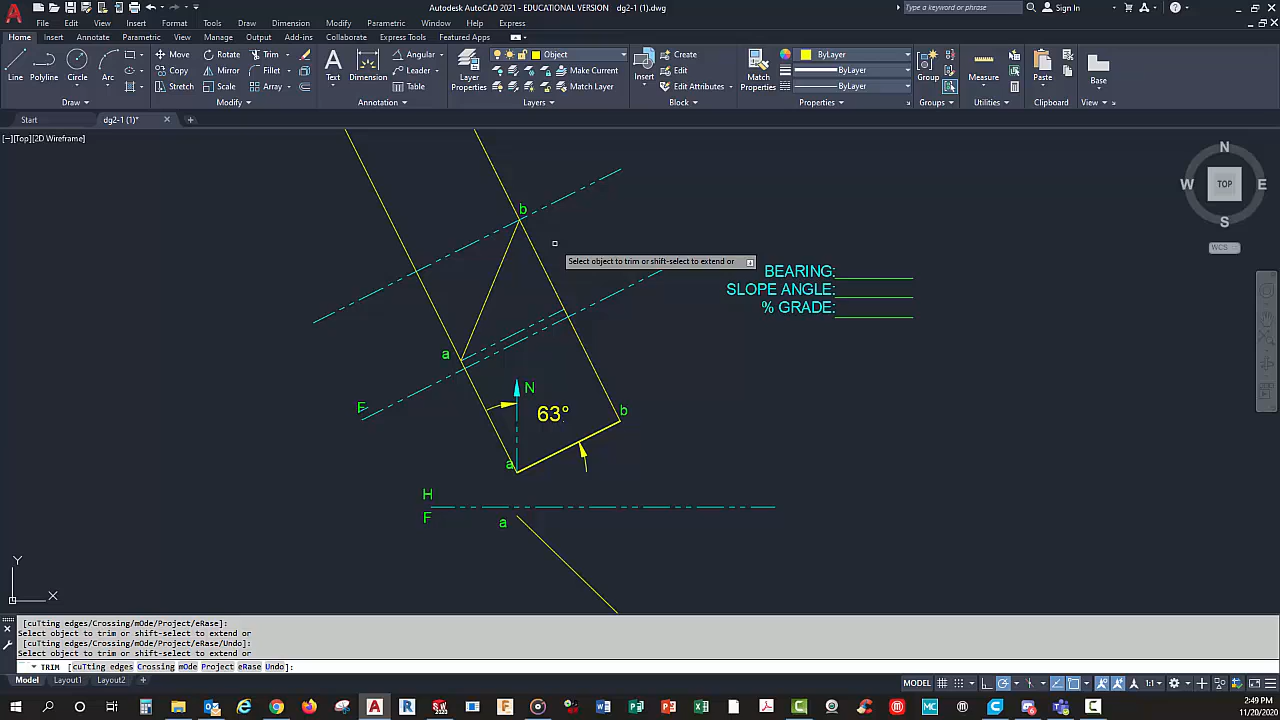 Autodesk AutoCAD 2021 - EDUCATIONAL VERSION dg2-1 (1).dwg
Type a keyword or phrase
Sign In
File Edit View Insert Format Tools Draw Dimension Modify Parametric Window Help Express
Home Insert Annotate Parametric View Manage Output Add-ins Collaborate Express Tools Featured Apps
Line Polyline Circle Arc
Move Trim
Copy Mirror Fillet
Stretch Scale Array
Text Dimension
Angular
Leader
Table
Layer Properties
Object
Make Current
Match Layer
Insert
Create
Edit
Edit Attributes
Match Properties
ByLayer
ByLayer
ByLayer
Group
Measure
Paste
Base
Draw Modify Annotation Layers Block Properties Groups Utilities Clipboard View
Start dg2-1 (1)*
[−][Top][2D Wireframe]
N
W TOP E
S
WCS
b
Select object to trim or shift-select to extend or
BEARING:
SLOPE ANGLE:
% GRADE:
a
N
F
63°
b
a
H
F
a
Y
X
[cuTting edges/Crossing/mOde/Project/eRase]:
Select object to trim or shift-select to extend or
[cuTting edges/Crossing/mOde/Project/eRase/Undo]:
Select object to trim or shift-select to extend or
TRIM [cuTting edges Crossing mOde Project eRase Undo]:
Model Layout1 Layout2
MODEL
1:1
2:49 PM
11/20/2020